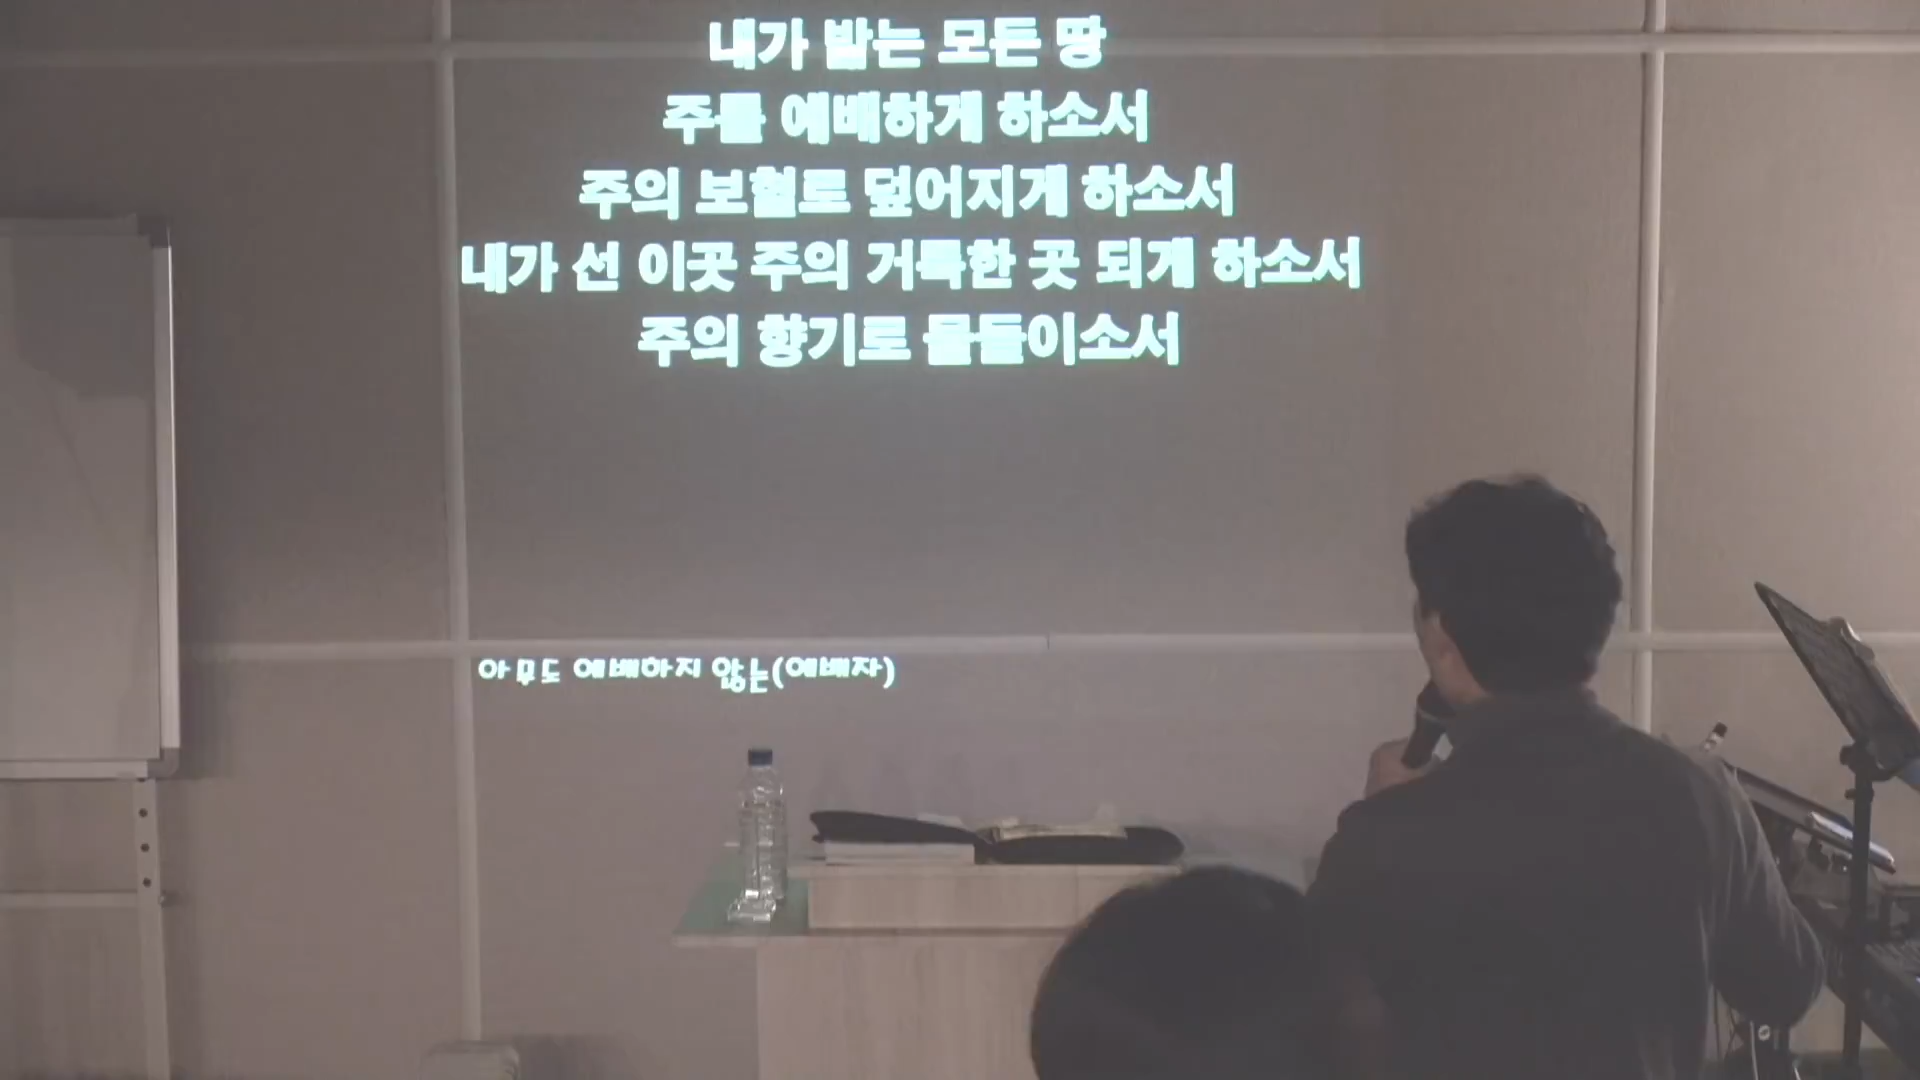 내가 밟는 모든 땅
주를 예배하게 하소서
주의 보혈로 덮어지게 하소서
내가 선 이곳 주의 거룩한 곳 되게 하소서
주의 향기로 물들이소서
아무도 예배하지 않는(예배자)